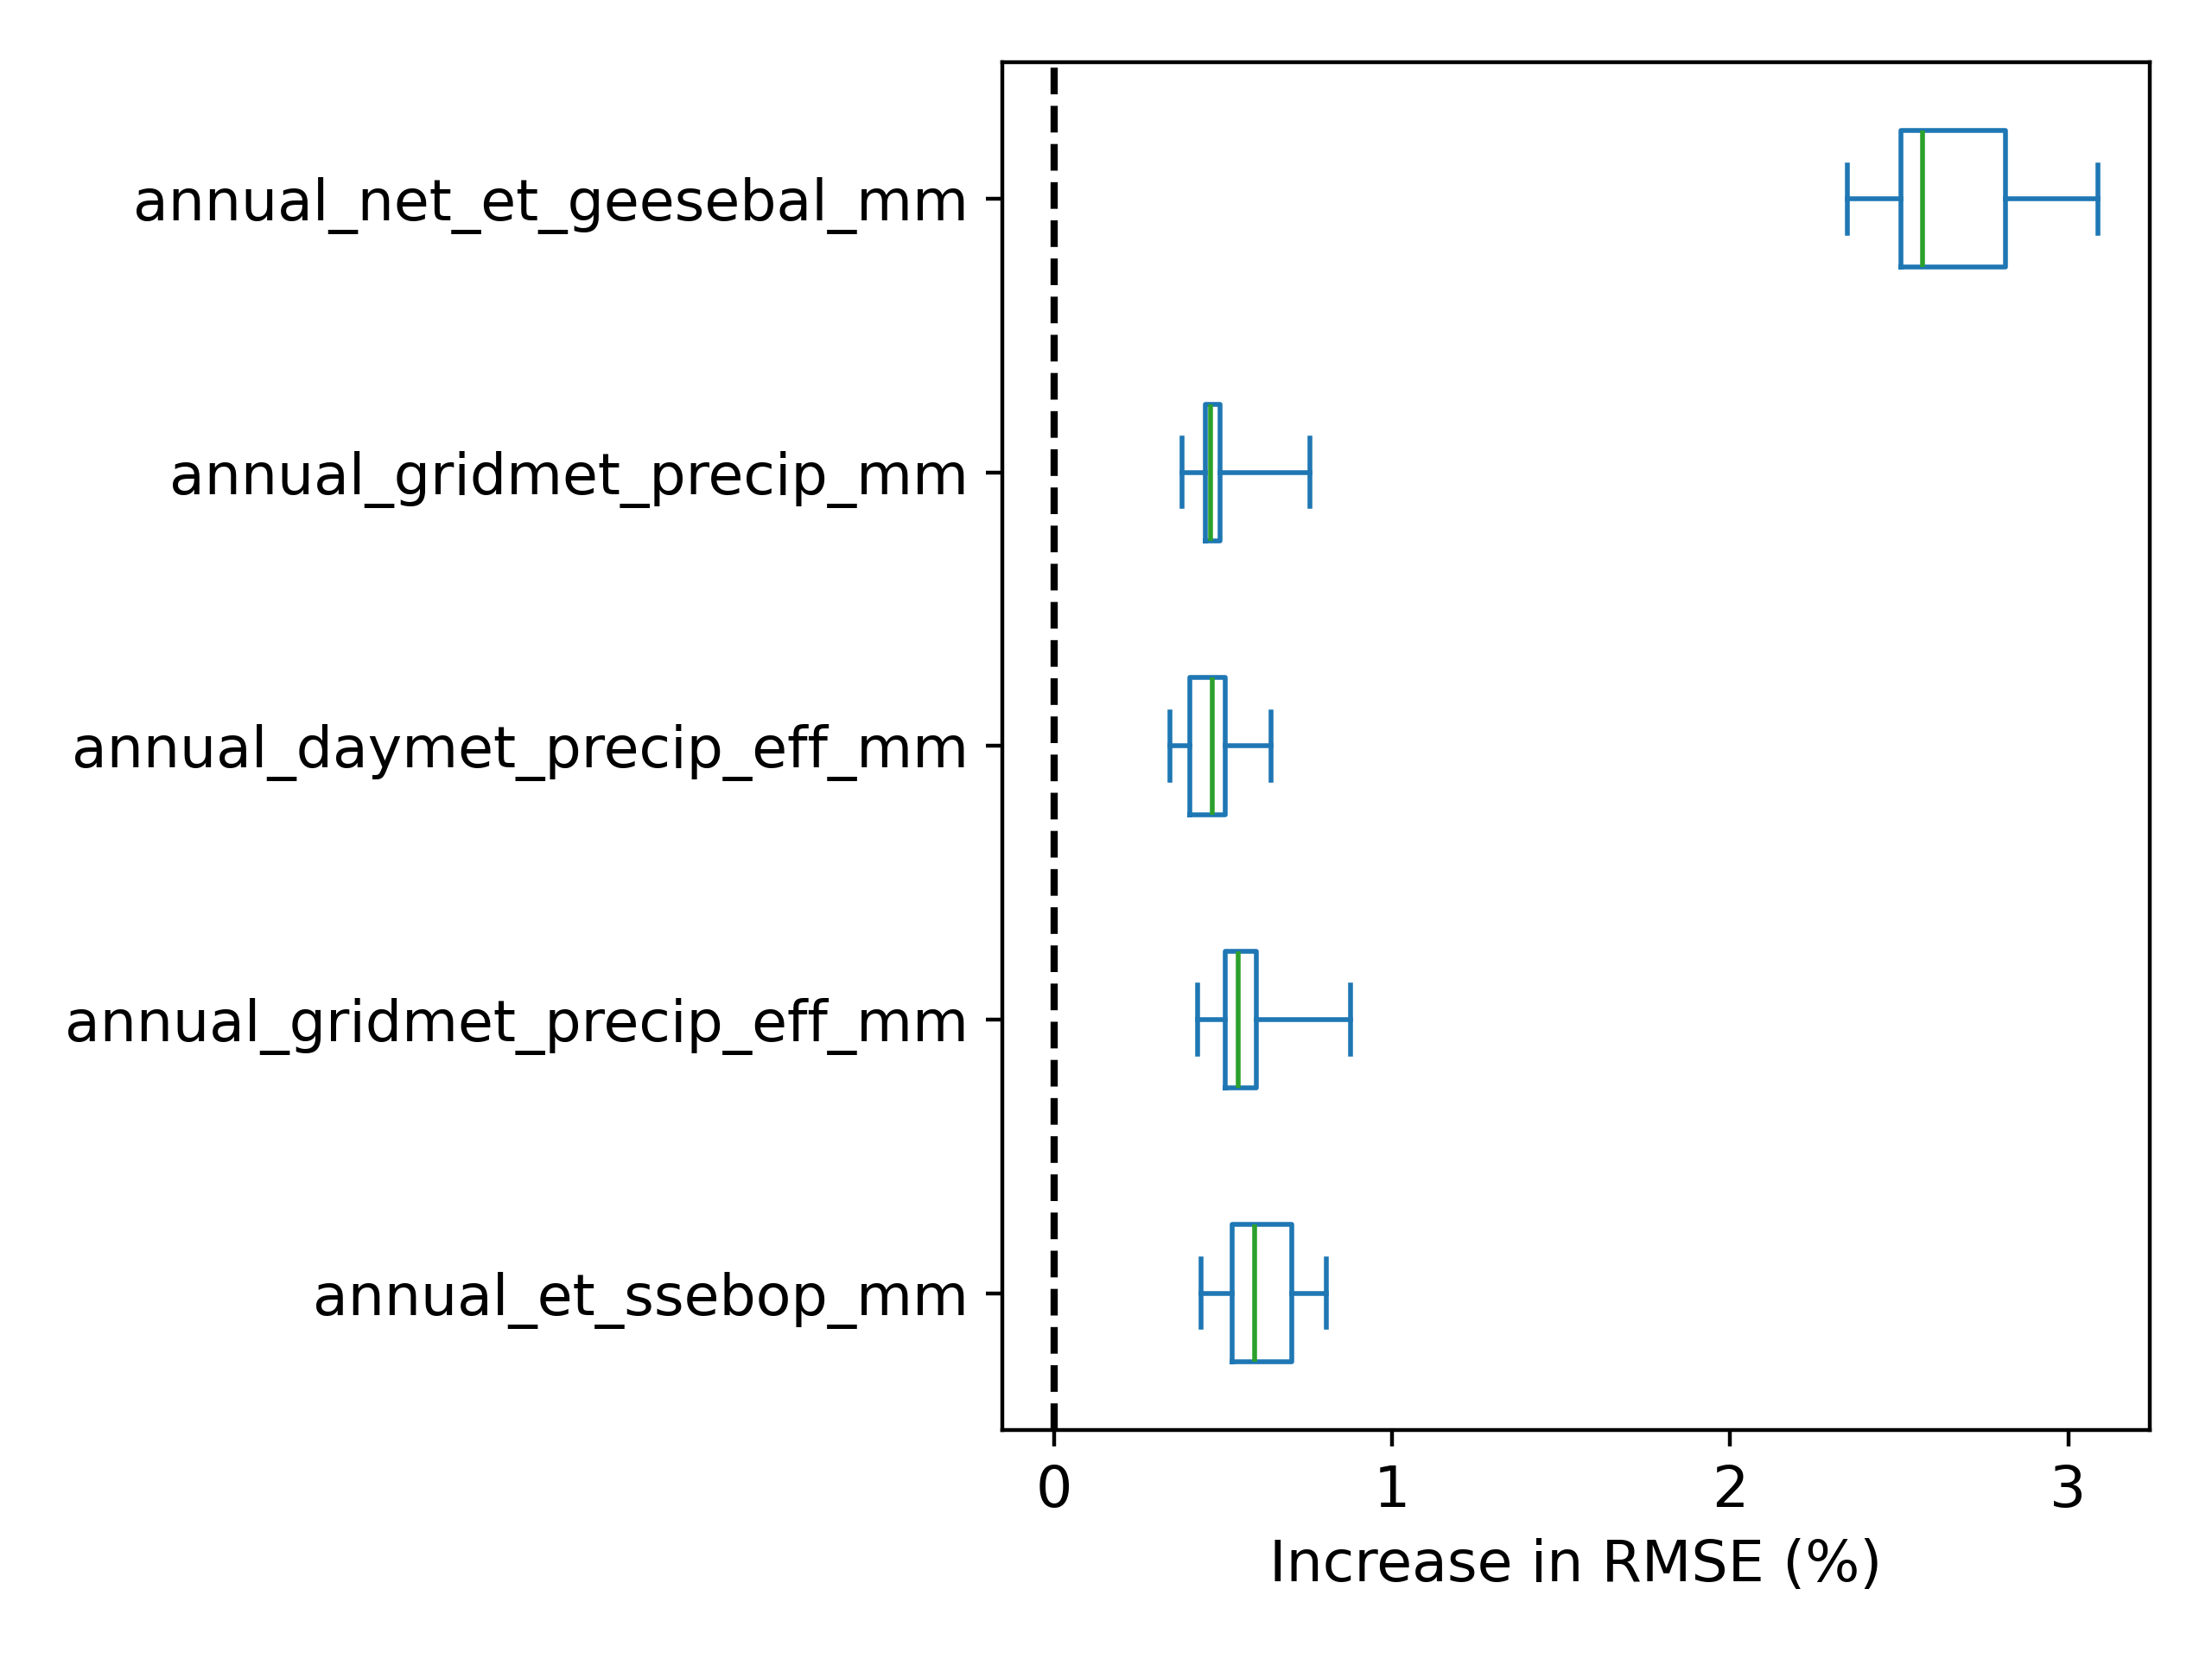 annual_net_et_geesebal_mm
annual_gridmet_precip_mm
annual_daymet_precip_eff_mm
annual_gridmet_precip_eff_mm
annual_et_ssebop_mm
0 1 2 3
Increase in RMSE (%)